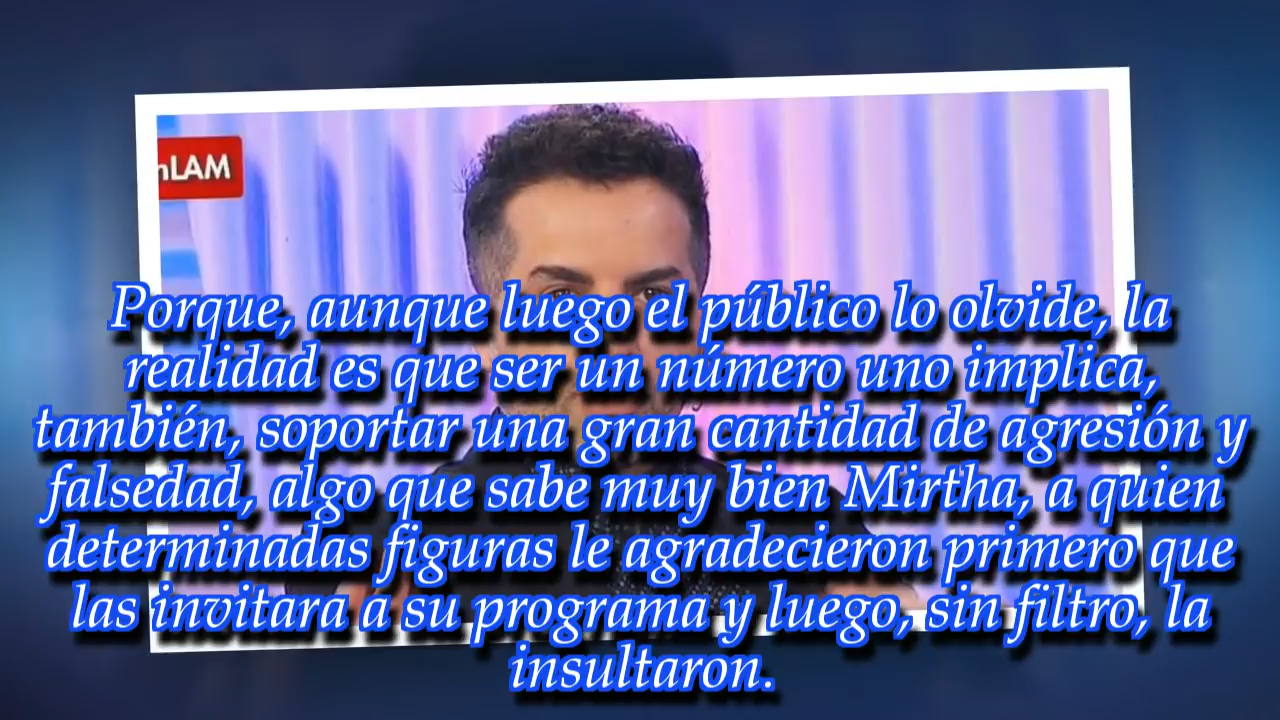 nLAM
Porque, aunque luego el público lo olvide, la
realidad es que ser un número uno implica,
también, soportar una gran cantidad de agresión y
falsedad, algo que sabe muy bien Mirtha, a quien
determinadas figuras le agradecieron primero que
las invitara a su programa y luego, sin filtro, la
insultaron.